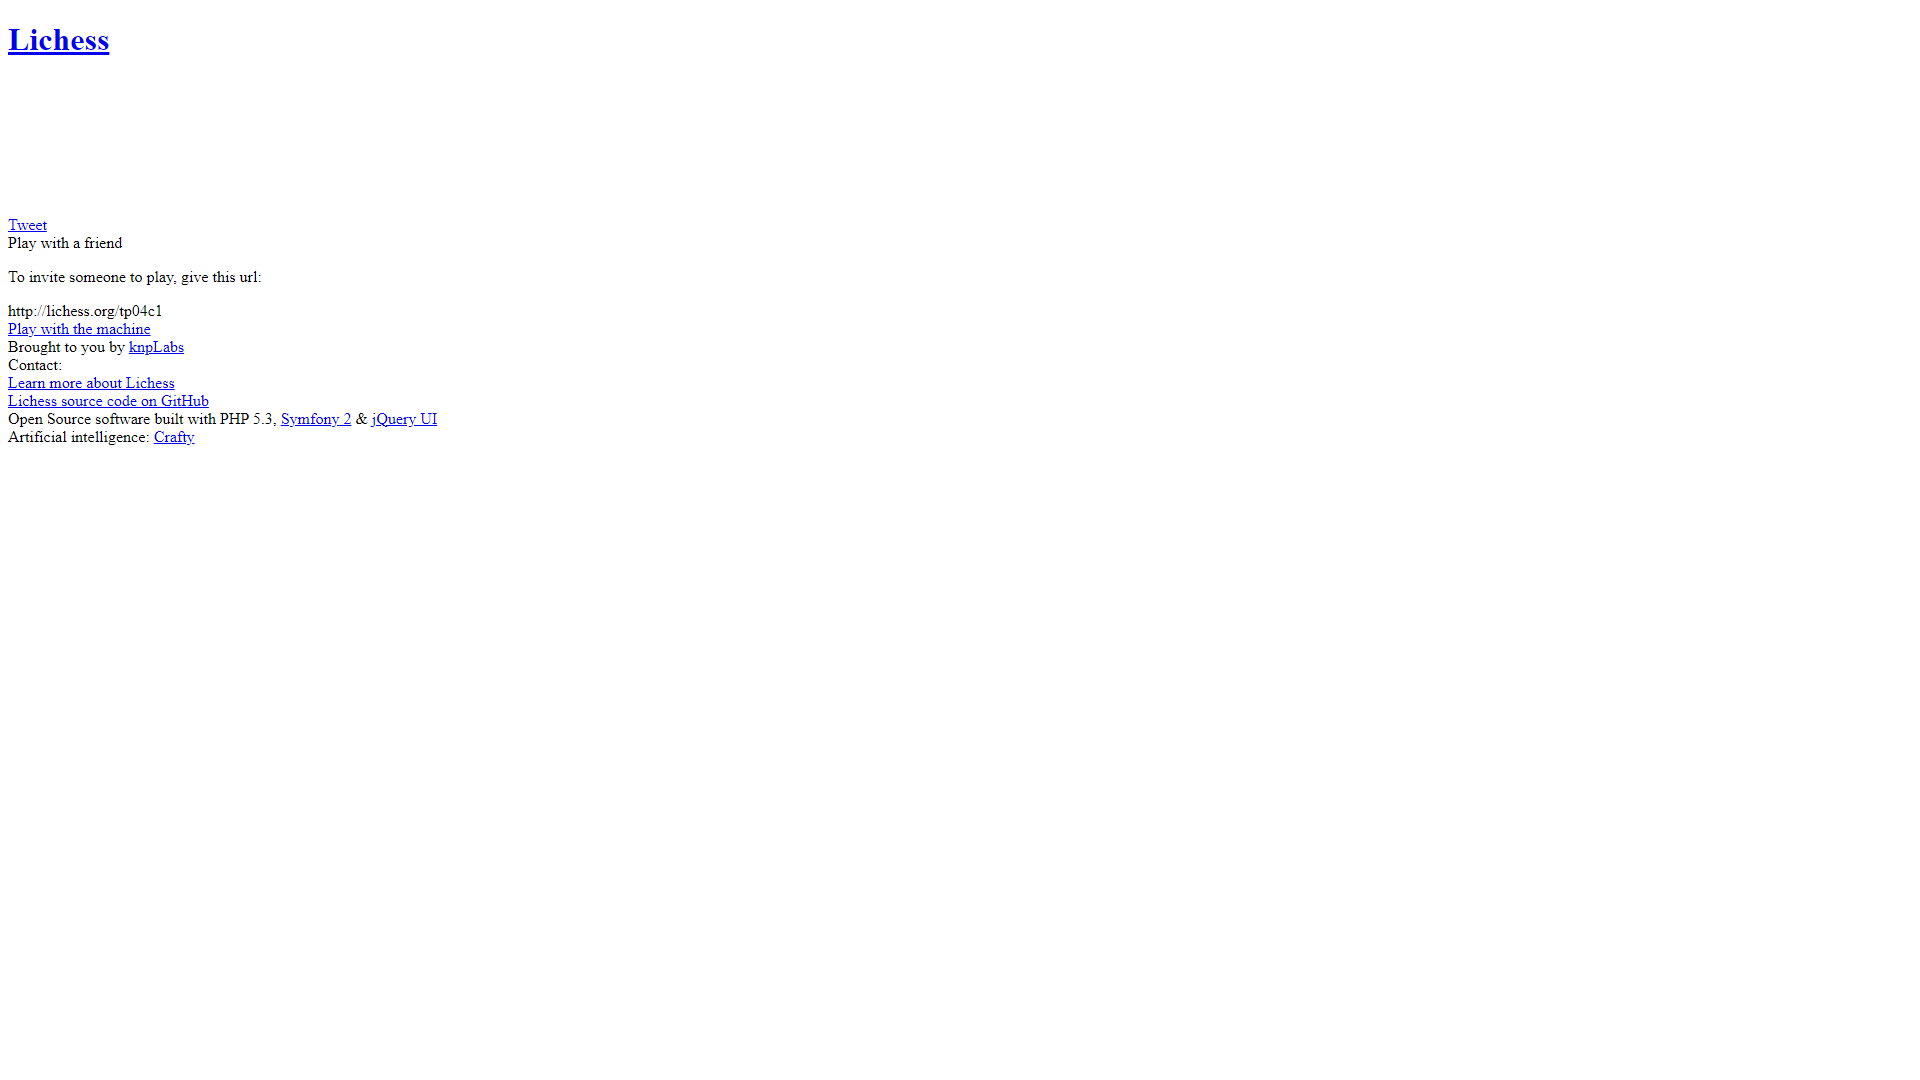 Lichess
Tweet
Play with a friend
To invite someone to play, give this url:
http://lichess.org/tp04c1
Play with the machine
Brought to you by knpLabs
Contact:
Learn more about Lichess
Lichess source code on GitHub
Open Source software built with PHP 5.3, Symfony 2 & jQuery UI
Artificial intelligence: Crafty